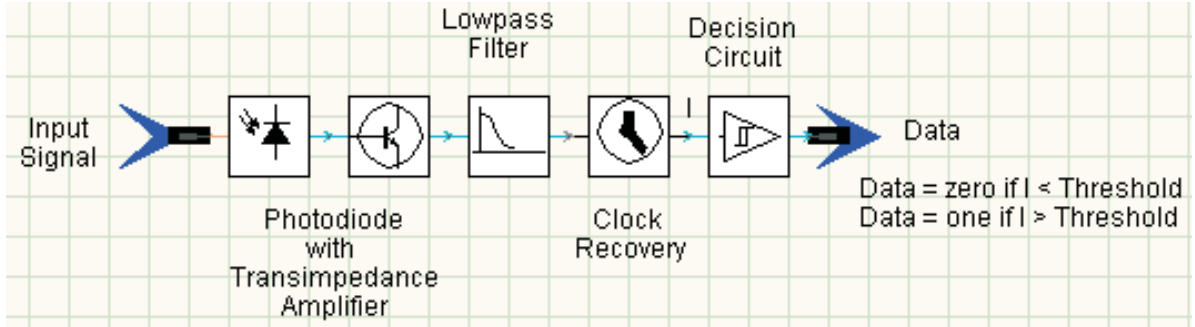 Lowpass
Filter
Decision
Circuit
Input
Signal
I
Data
Data = zero if I < Threshold
Data = one if I > Threshold
Photodiode
with
Transimpedance
Amplifier
Clock
Recovery